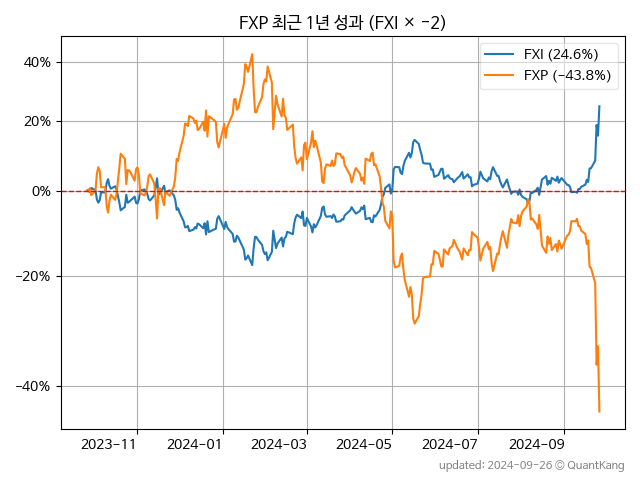 FXP 최근 1년 성과 (FXI × −2)
FXI (24.6%)
FXP (−43.8%)
40%
20%
0%
−20%
−40%
2023-11 2024-01 2024-03 2024-05 2024-07 2024-09
updated: 2024-09-26 © QuantKang